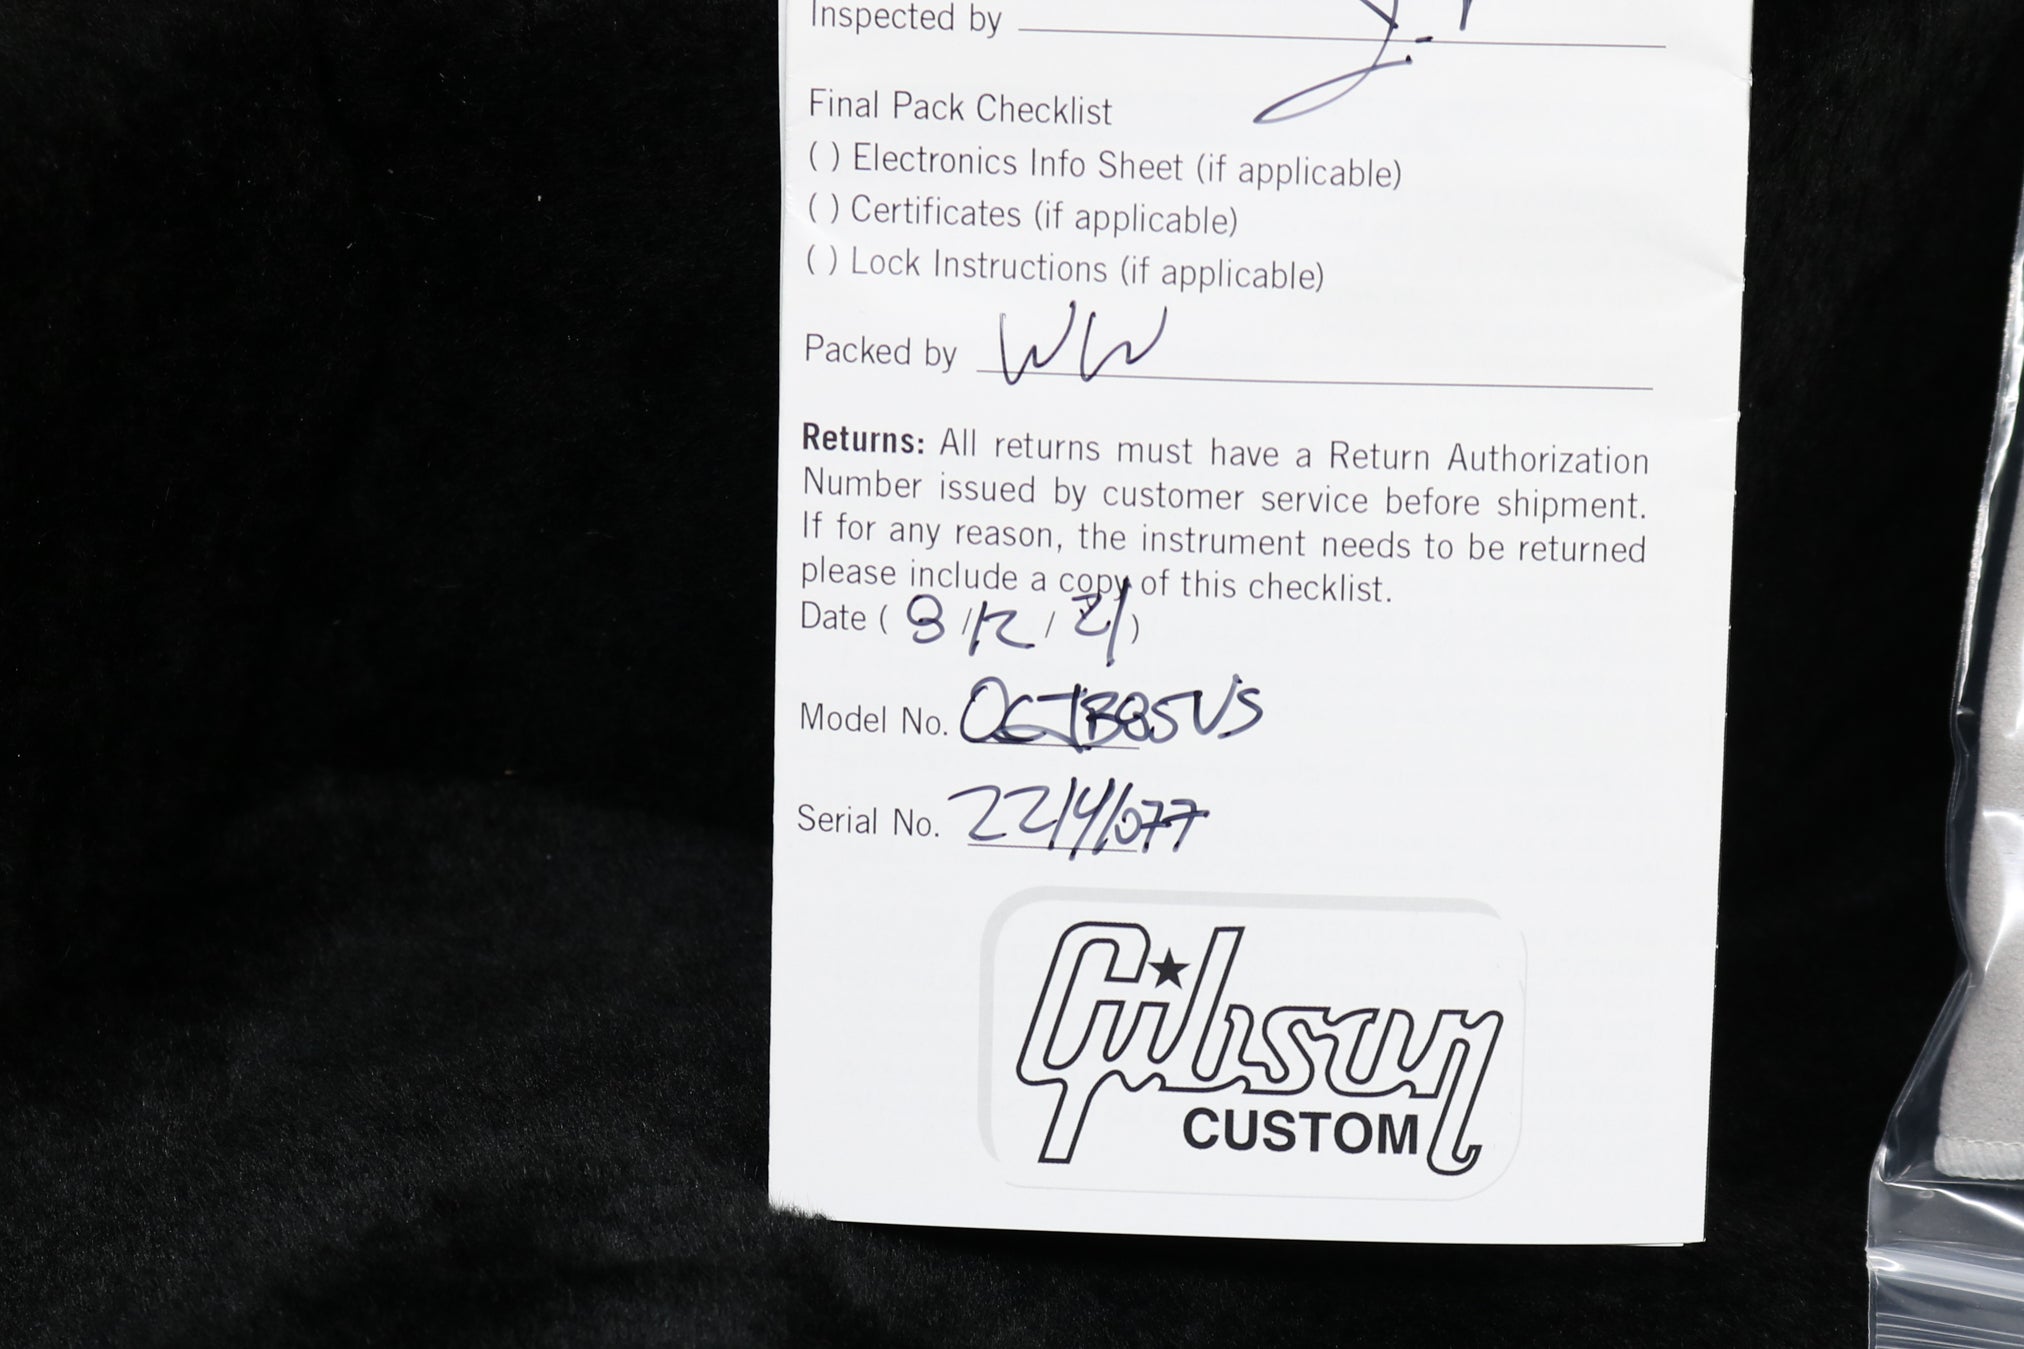 Inspected by
Final Pack Checklist
( ) Electronics Info Sheet (if applicable)
( ) Certificates (if applicable)
( ) Lock Instructions (if applicable)
Packed by WW
Returns: All returns must have a Return Authorization
Number issued by customer service before shipment.
If for any reason, the instrument needs to be returned
please include a copy of this checklist.
Date ( 8 / 12 / 21 )
Model No. OCJB85VS
Serial No. 22141077
Gibson
CUSTOM